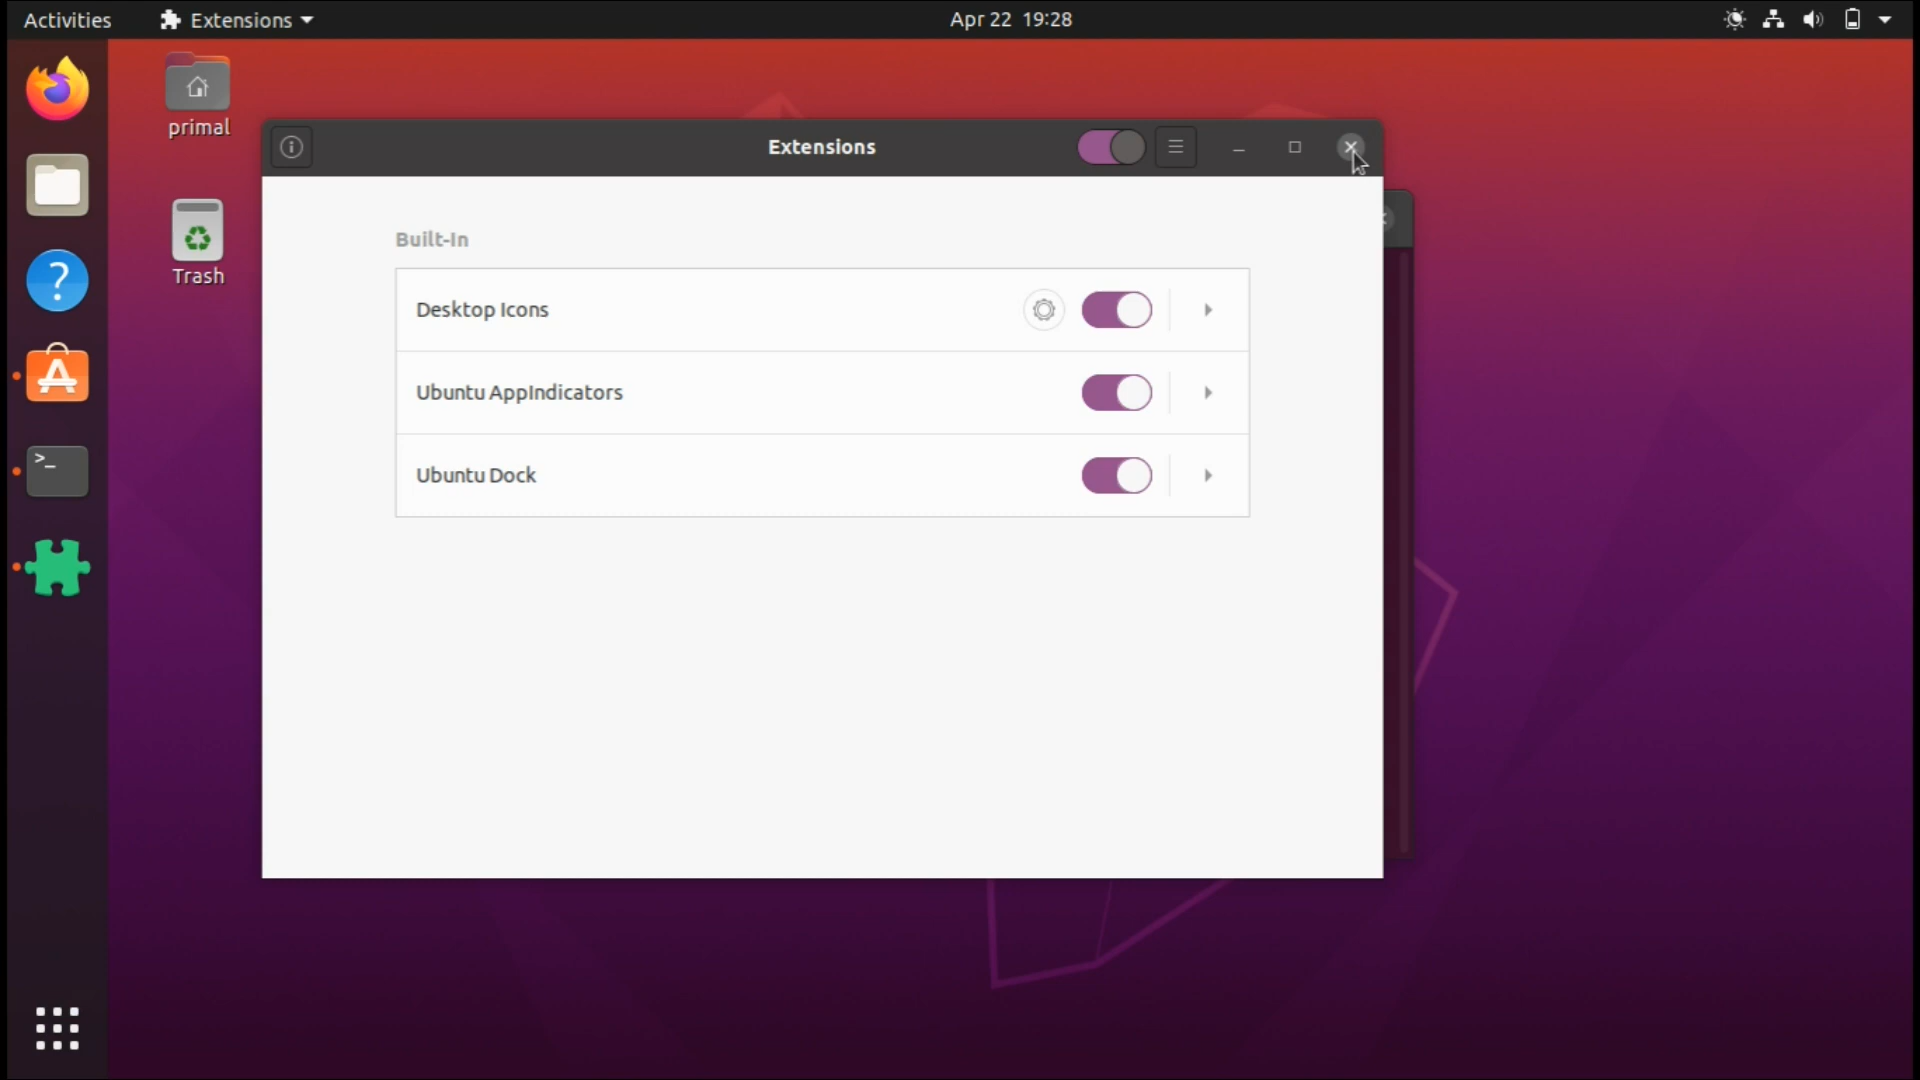 Activities
Extensions
Apr 22 19:28
primal
Trash
Extensions
Built-In
Desktop Icons
Ubuntu AppIndicators
Ubuntu Dock